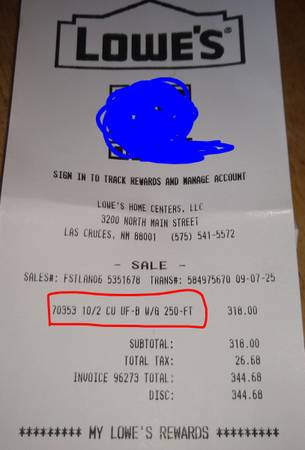 LOWE'S®
SIGN IN TO TRACK REWARDS AND MANAGE ACCOUNT
LOWE'S HOME CENTERS, LLC
3200 NORTH MAIN STREET
LAS CRUCES, NM 88001 (575) 541-5572
- SALE -
SALES#: FSTLAN06 5351678 TRANS#: 584975670 09-07-25
70353 10/2 CU UF-B W/G 250-FT 318.00
SUBTOTAL: 318.00
TOTAL TAX: 26.68
INVOICE 96273 TOTAL: 344.68
DISC: 344.68
********* MY LOWE'S REWARDS *********